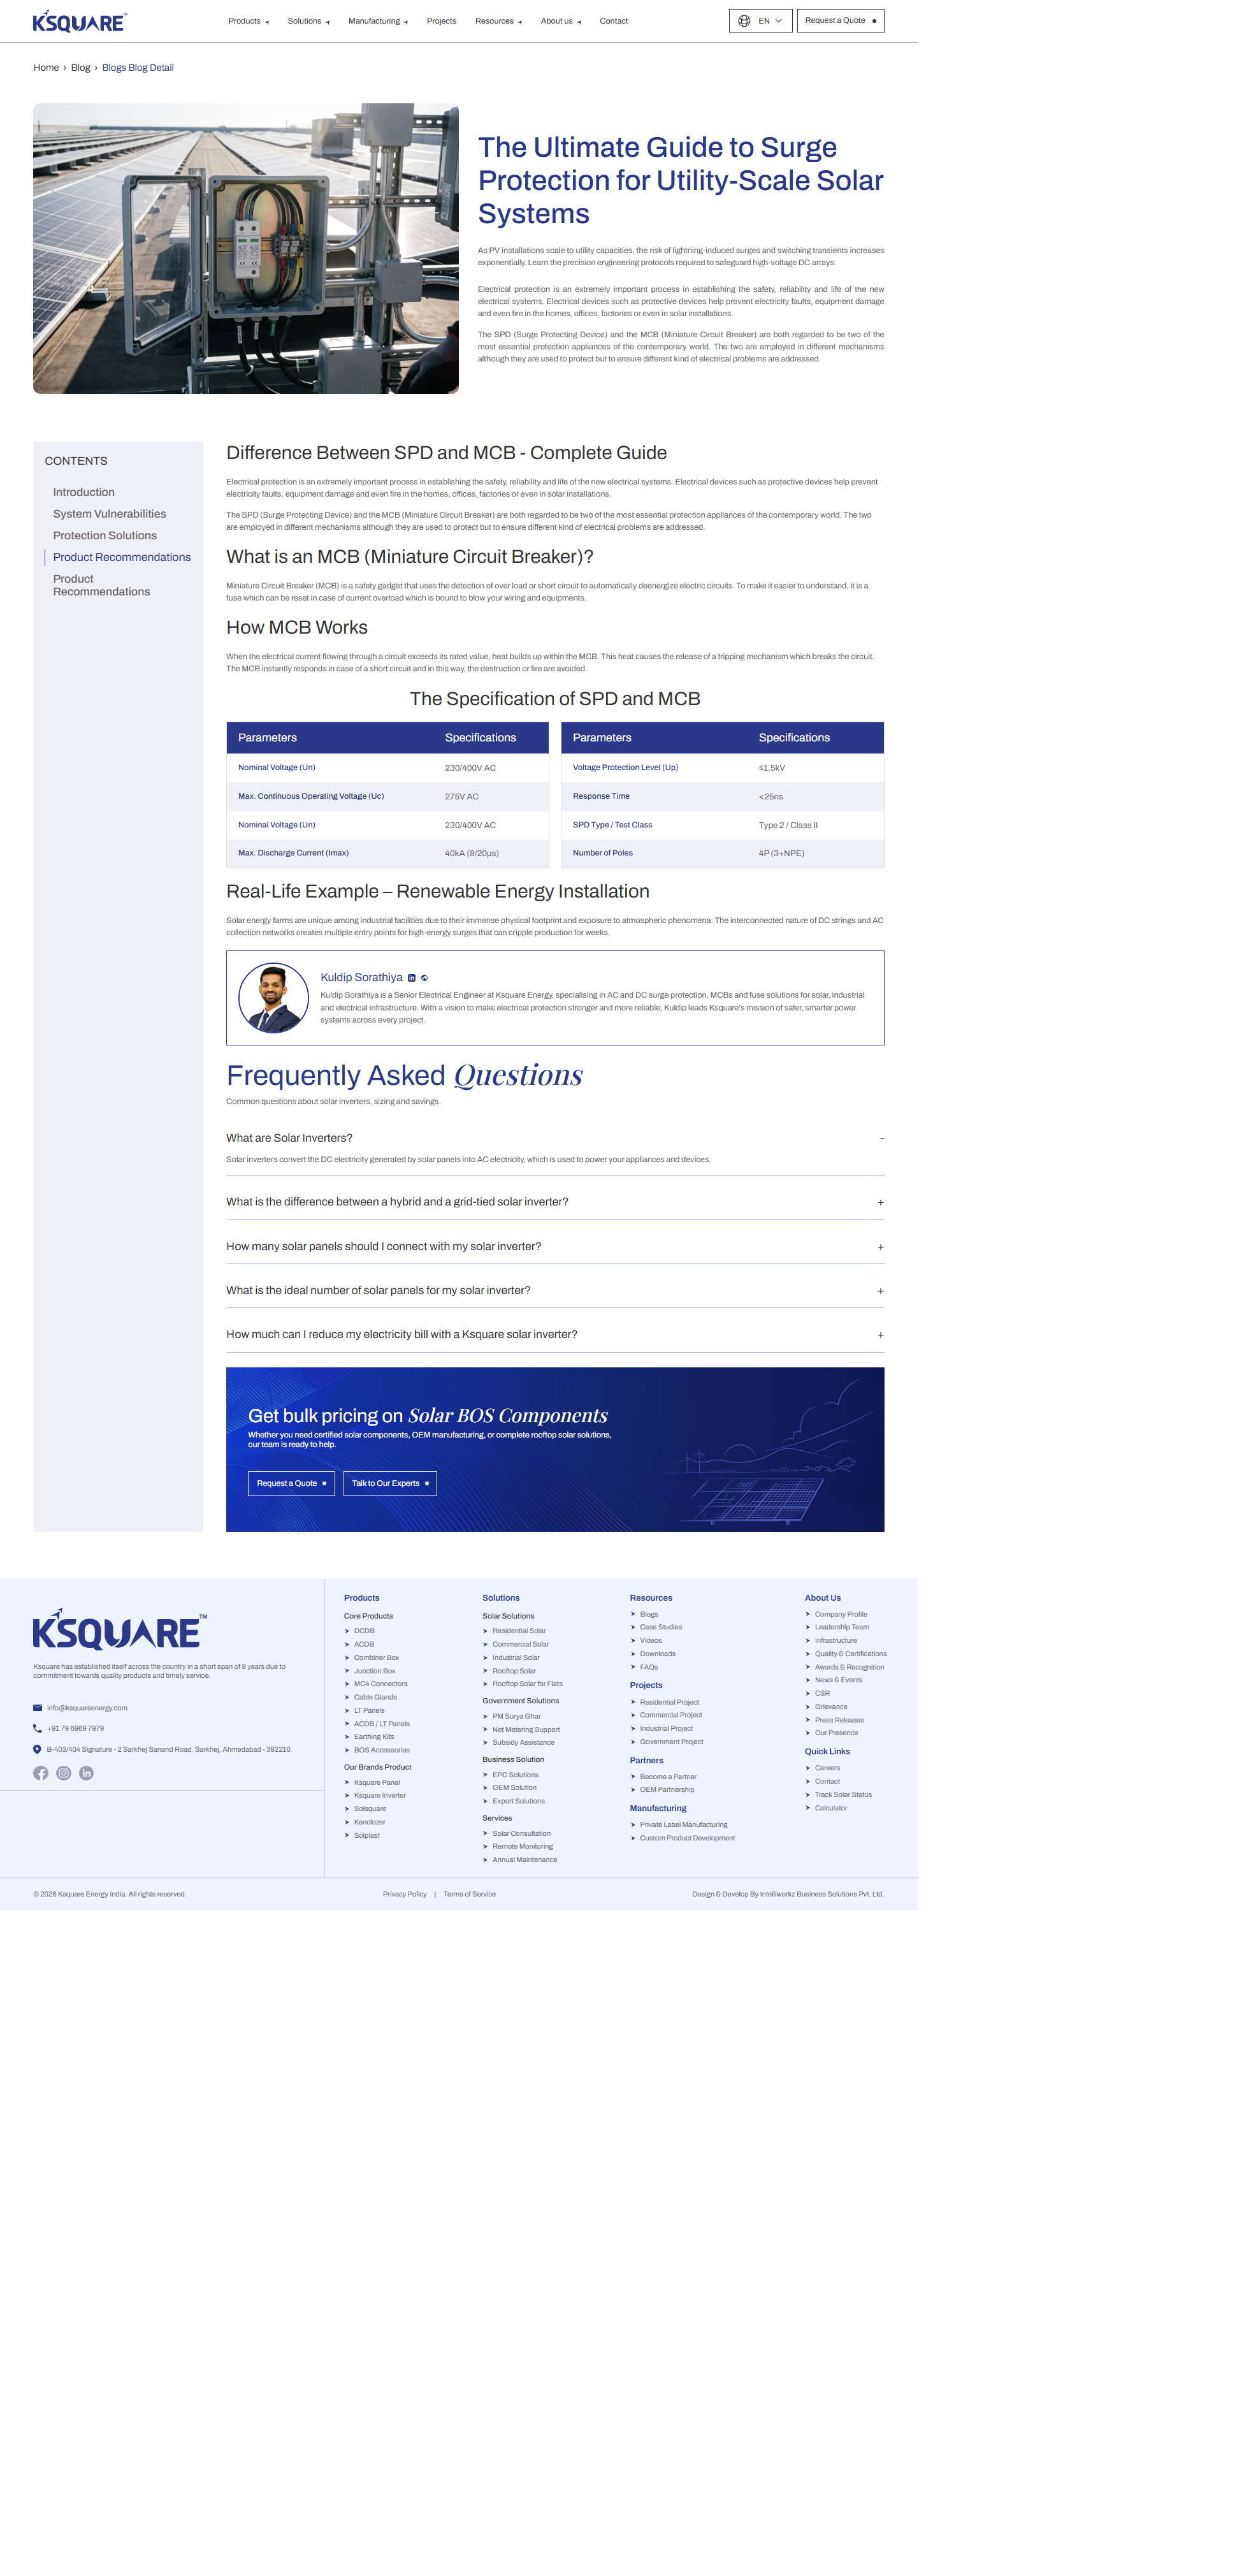 KSQUARE™
Products
Solutions
Manufacturing
Projects
Resources
About us
Contact
EN
Request a Quote
Home › Blog › Blogs Blog Detail
The Ultimate Guide to Surge
Protection for Utility-Scale Solar
Systems
As PV installations scale to utility capacities, the risk of lightning-induced surges and switching transients increases
exponentially. Learn the precision engineering protocols required to safeguard high-voltage DC arrays.
Electrical protection is an extremely important process in establishing the safety, reliability and life of the new
electrical systems. Electrical devices such as protective devices help prevent electricity faults, equipment damage
and even fire in the homes, offices, factories or even in solar installations.
The SPD (Surge Protecting Device) and the MCB (Miniature Circuit Breaker) are both regarded to be two of the
most essential protection appliances of the contemporary world. The two are employed in different mechanisms
although they are used to protect but to ensure different kind of electrical problems are addressed.
CONTENTS
Introduction
System Vulnerabilities
Protection Solutions
Product Recommendations
Product
Recommendations
Difference Between SPD and MCB - Complete Guide
Electrical protection is an extremely important process in establishing the safety, reliability and life of the new electrical systems. Electrical devices such as protective devices help prevent
electricity faults, equipment damage and even fire in the homes, offices, factories or even in solar installations.
The SPD (Surge Protecting Device) and the MCB (Miniature Circuit Breaker) are both regarded to be two of the most essential protection appliances of the contemporary world. The two
are employed in different mechanisms although they are used to protect but to ensure different kind of electrical problems are addressed.
What is an MCB (Miniature Circuit Breaker)?
Miniature Circuit Breaker (MCB) is a safety gadget that uses the detection of over load or short circuit to automatically deenergize electric circuits. To make it easier to understand, it is a
fuse which can be reset in case of current overload which is bound to blow your wiring and equipments.
How MCB Works
When the electrical current flowing through a circuit exceeds its rated value, heat builds up within the MCB. This heat causes the release of a tripping mechanism which breaks the circuit.
The MCB instantly responds in case of a short circuit and in this way, the destruction or fire are avoided.
The Specification of SPD and MCB
Parameters Specifications
Nominal Voltage (Un) 230/400V AC
Max. Continuous Operating Voltage (Uc) 275V AC
Nominal Voltage (Un) 230/400V AC
Max. Discharge Current (Imax) 40kA (8/20μs)
Parameters Specifications
Voltage Protection Level (Up) ≤1.5kV
Response Time <25ns
SPD Type / Test Class Type 2 / Class II
Number of Poles 4P (3+NPE)
Real-Life Example – Renewable Energy Installation
Solar energy farms are unique among industrial facilities due to their immense physical footprint and exposure to atmospheric phenomena. The interconnected nature of DC strings and AC
collection networks creates multiple entry points for high-energy surges that can cripple production for weeks.
Kuldip Sorathiya
Kuldip Sorathiya is a Senior Electrical Engineer at Ksquare Energy, specialising in AC and DC surge protection, MCBs and fuse solutions for solar, industrial
and electrical infrastructure. With a vision to make electrical protection stronger and more reliable, Kuldip leads Ksquare's mission of safer, smarter power
systems across every project.
Frequently Asked Questions
Common questions about solar inverters, sizing and savings.
What are Solar Inverters? -
Solar inverters convert the DC electricity generated by solar panels into AC electricity, which is used to power your appliances and devices.
What is the difference between a hybrid and a grid-tied solar inverter? +
How many solar panels should I connect with my solar inverter? +
What is the ideal number of solar panels for my solar inverter? +
How much can I reduce my electricity bill with a Ksquare solar inverter? +
Get bulk pricing on Solar BOS Components
Whether you need certified solar components, OEM manufacturing, or complete rooftop solar solutions,
our team is ready to help.
Request a Quote
Talk to Our Experts
KSQUARE™
Ksquare has established itself across the country in a short span of 8 years due to
commitment towards quality products and timely service.
info@ksquareenergy.com
+91 79 6969 7979
B-403/404 Signature - 2 Sarkhej Sanand Road, Sarkhej, Ahmedabad - 382210.
Products
Core Products
DCDB
ACDB
Combiner Box
Junction Box
MC4 Connectors
Cable Glands
LT Panels
ACDB / LT Panels
Earthing Kits
BOS Accessories
Our Brands Product
Ksquare Panel
Ksquare Inverter
Solsquare
Kenclozer
Solplast
Solutions
Solar Solutions
Residential Solar
Commercial Solar
Industrial Solar
Rooftop Solar
Rooftop Solar for Flats
Government Solutions
PM Surya Ghar
Net Metering Support
Subsidy Assistance
Business Solution
EPC Solutions
OEM Solution
Export Solutions
Services
Solar Consultation
Remote Monitoring
Annual Maintenance
Resources
Blogs
Case Studies
Videos
Downloads
FAQs
Projects
Residential Project
Commercial Project
Industrial Project
Government Project
Partners
Become a Partner
OEM Partnership
Manufacturing
Private Label Manufacturing
Custom Product Development
About Us
Company Profile
Leadership Team
Infrastructure
Quality & Certifications
Awards & Recognition
News & Events
CSR
Grievance
Press Releases
Our Presence
Quick Links
Careers
Contact
Track Solar Status
Calculator
© 2026 Ksquare Energy India. All rights reserved.
Privacy Policy | Terms of Service
Design & Develop By Intelliworkz Business Solutions Pvt. Ltd.